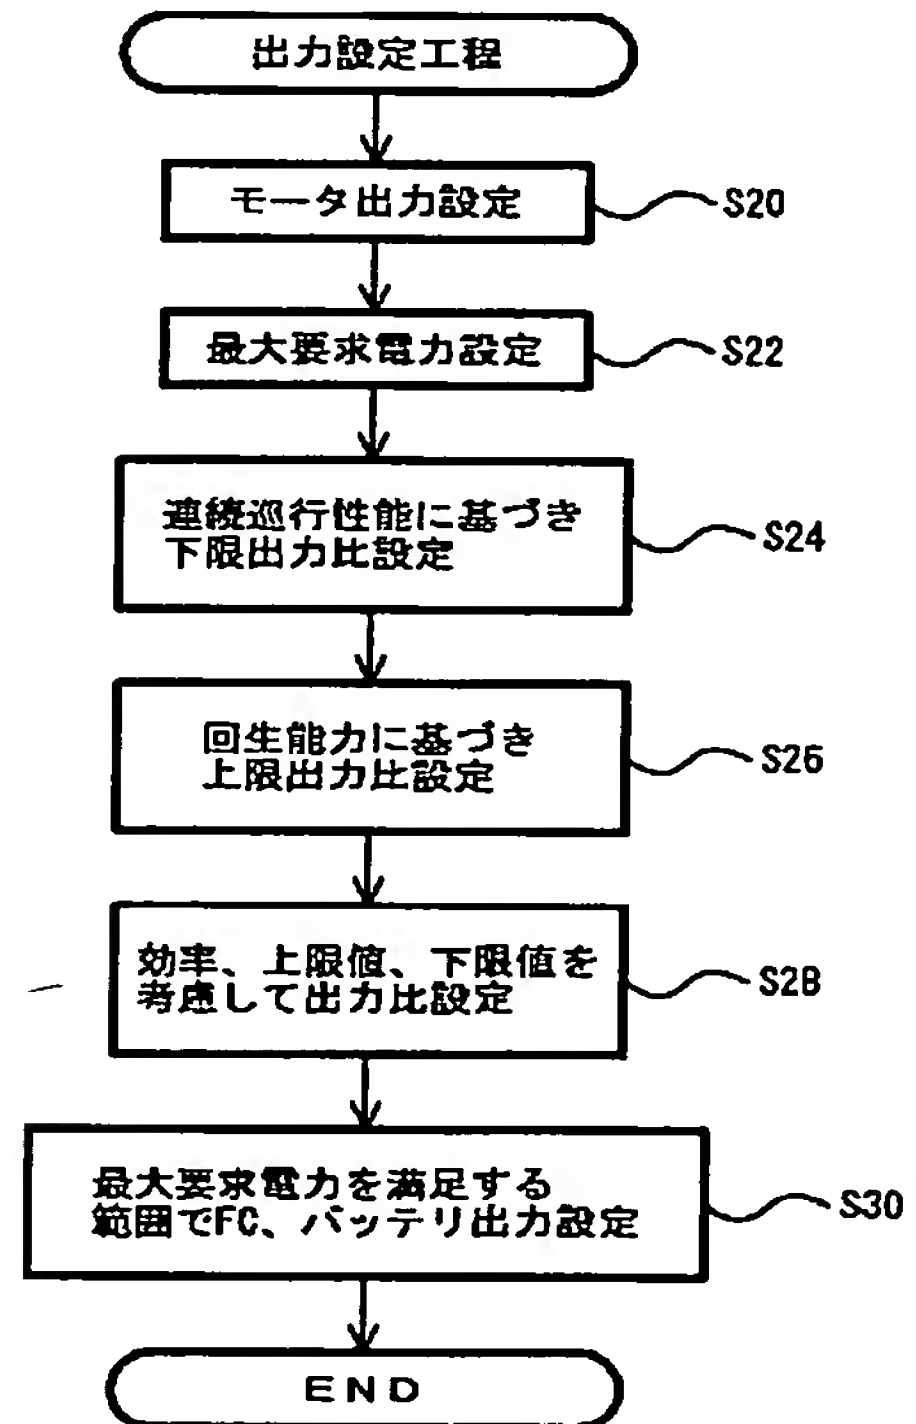 出力設定工程
モータ出力設定
S20
最大要求電力設定
S22
連続巡行性能に基づき
下限出力比設定
S24
回生能力に基づき
上限出力比設定
S26
効率、上限値、下限値を
考慮して出力比設定
S28
最大要求電力を満足する
範囲でFC、バッテリ出力設定
S30
END